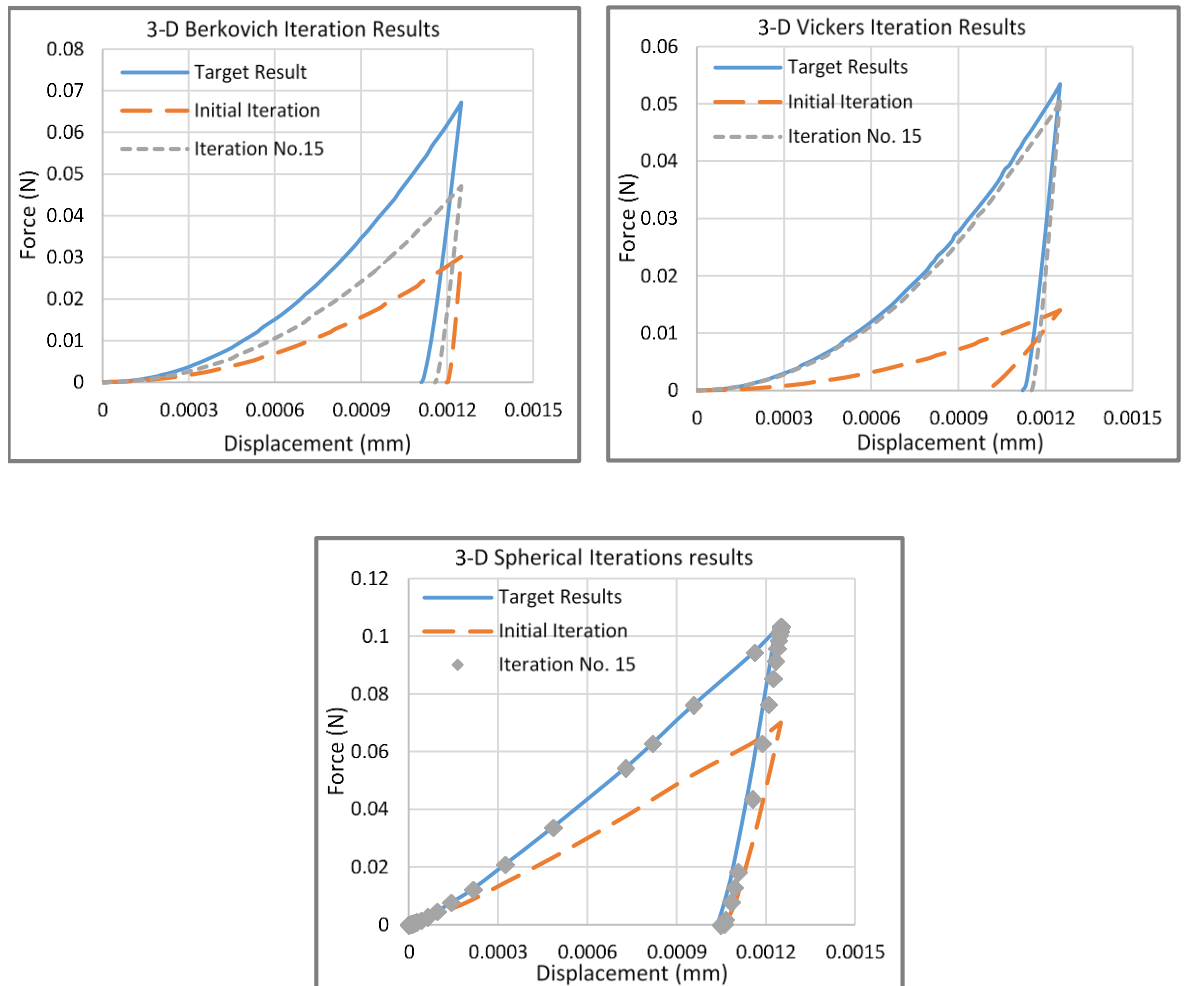 3-D Berkovich Iteration Results
0.08
0.07
0.06
0.05
0.04
0.03
0.02
0.01
0
Force (N)
Target Result
Initial Iteration
Iteration No.15
0
0.0003
0.0006
0.0009
0.0012
0.0015
Displacement (mm)
3-D Vickers Iteration Results
0.06
0.05
0.04
0.03
0.02
0.01
0
Force (N)
Target Results
Initial Iteration
Iteration No. 15
0
0.0003
0.0006
0.0009
0.0012
0.0015
Displacement (mm)
3-D Spherical Iterations results
0.12
0.1
0.08
0.06
0.04
0.02
0
Force (N)
Target Results
Initial Iteration
Iteration No. 15
0
0.0003
0.0006
0.0009
0.0012
0.0015
Displacement (mm)